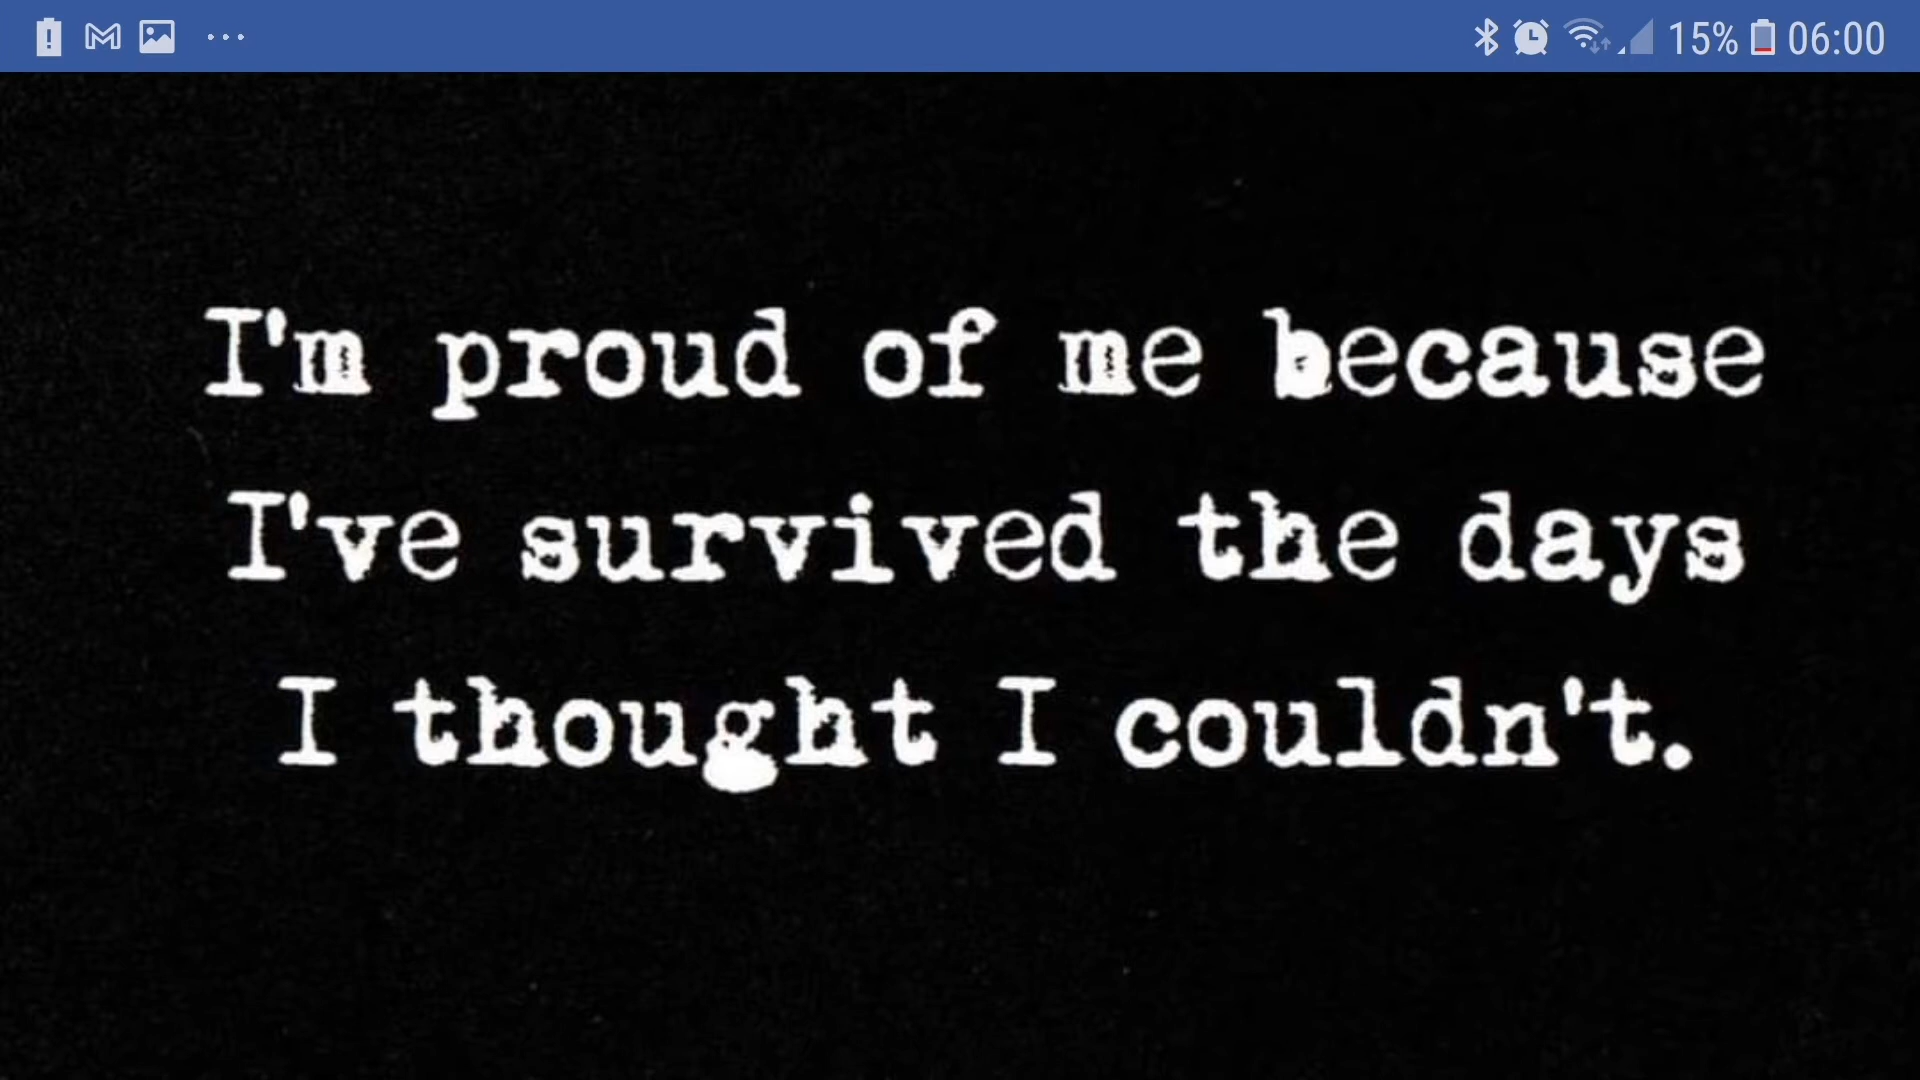 15% 06:00
I'm proud of me because
I've survived the days
I thought I couldn't.